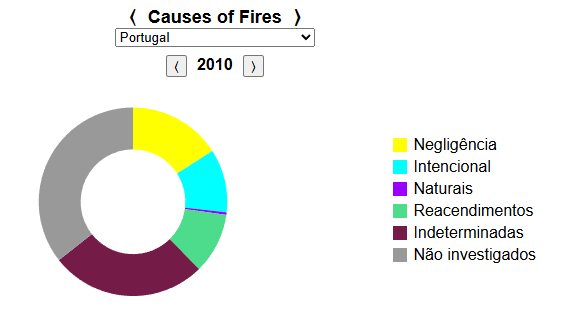 ⟨ Causes of Fires ⟩
Portugal
⟨ 2010 ⟩
Negligência
Intencional
Naturais
Reacendimentos
Indeterminadas
Não investigados